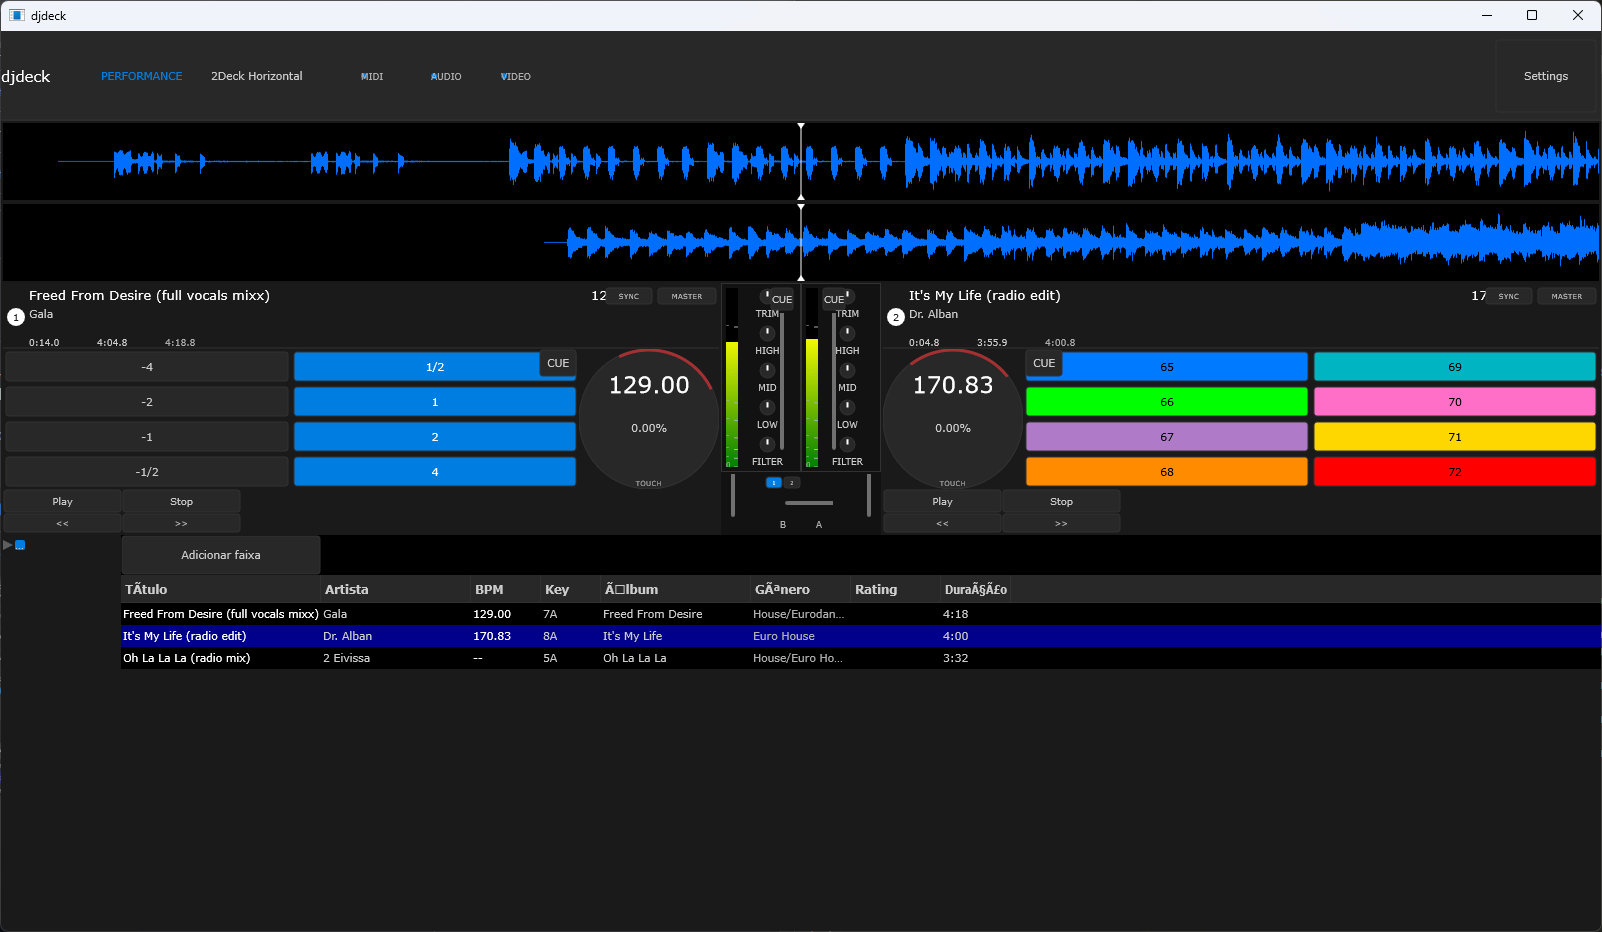 djdeck
djdeck
PERFORMANCE
2Deck Horizontal
MIDI
AUDIO
VIDEO
Settings
Freed From Desire (full vocals mixx)
12
SYNC
MASTER
1
Gala
0:14.0
4:04.8
4:18.8
-4
1/2
CUE
-2
1
-1
2
-1/2
4
129.00
0.00%
TOUCH
Play
Stop
<<
>>
CUE
TRIM
HIGH
MID
LOW
FILTER
CUE
TRIM
HIGH
MID
LOW
FILTER
1
2
B
A
It's My Life (radio edit)
17
SYNC
MASTER
2
Dr. Alban
0:04.8
3:55.9
4:00.8
170.83
0.00%
TOUCH
CUE
65
69
66
70
67
71
68
72
Play
Stop
<<
>>
...
Adicionar faixa
TÃtulo Artista BPM Key Ã□lbum GÃªnero Rating DuraÃ§Ã£o
Freed From Desire (full vocals mixx) Gala 129.00 7A Freed From Desire House/Eurodan... 4:18
It's My Life (radio edit) Dr. Alban 170.83 8A It's My Life Euro House 4:00
Oh La La La (radio mix) 2 Eivissa -- 5A Oh La La La House/Euro Ho... 3:32